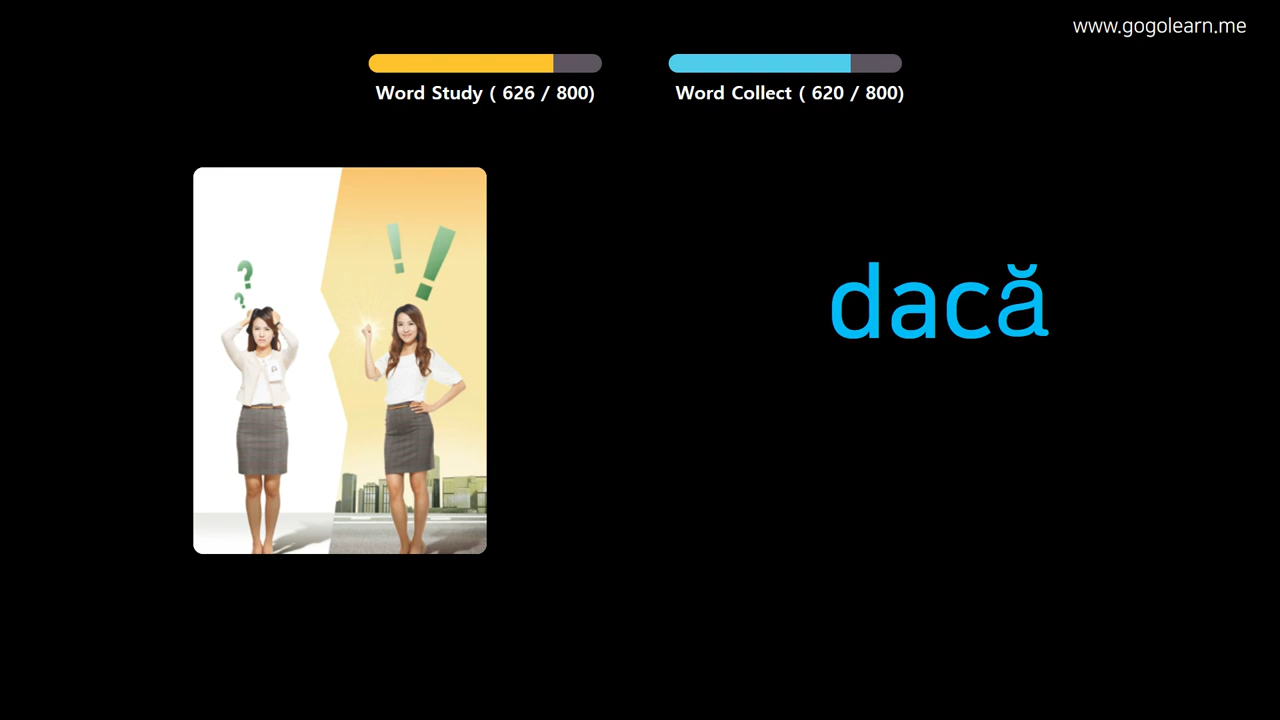 www.gogolearn.me
Word Study ( 626 / 800)
Word Collect ( 620 / 800)
? ?
! !
dacă